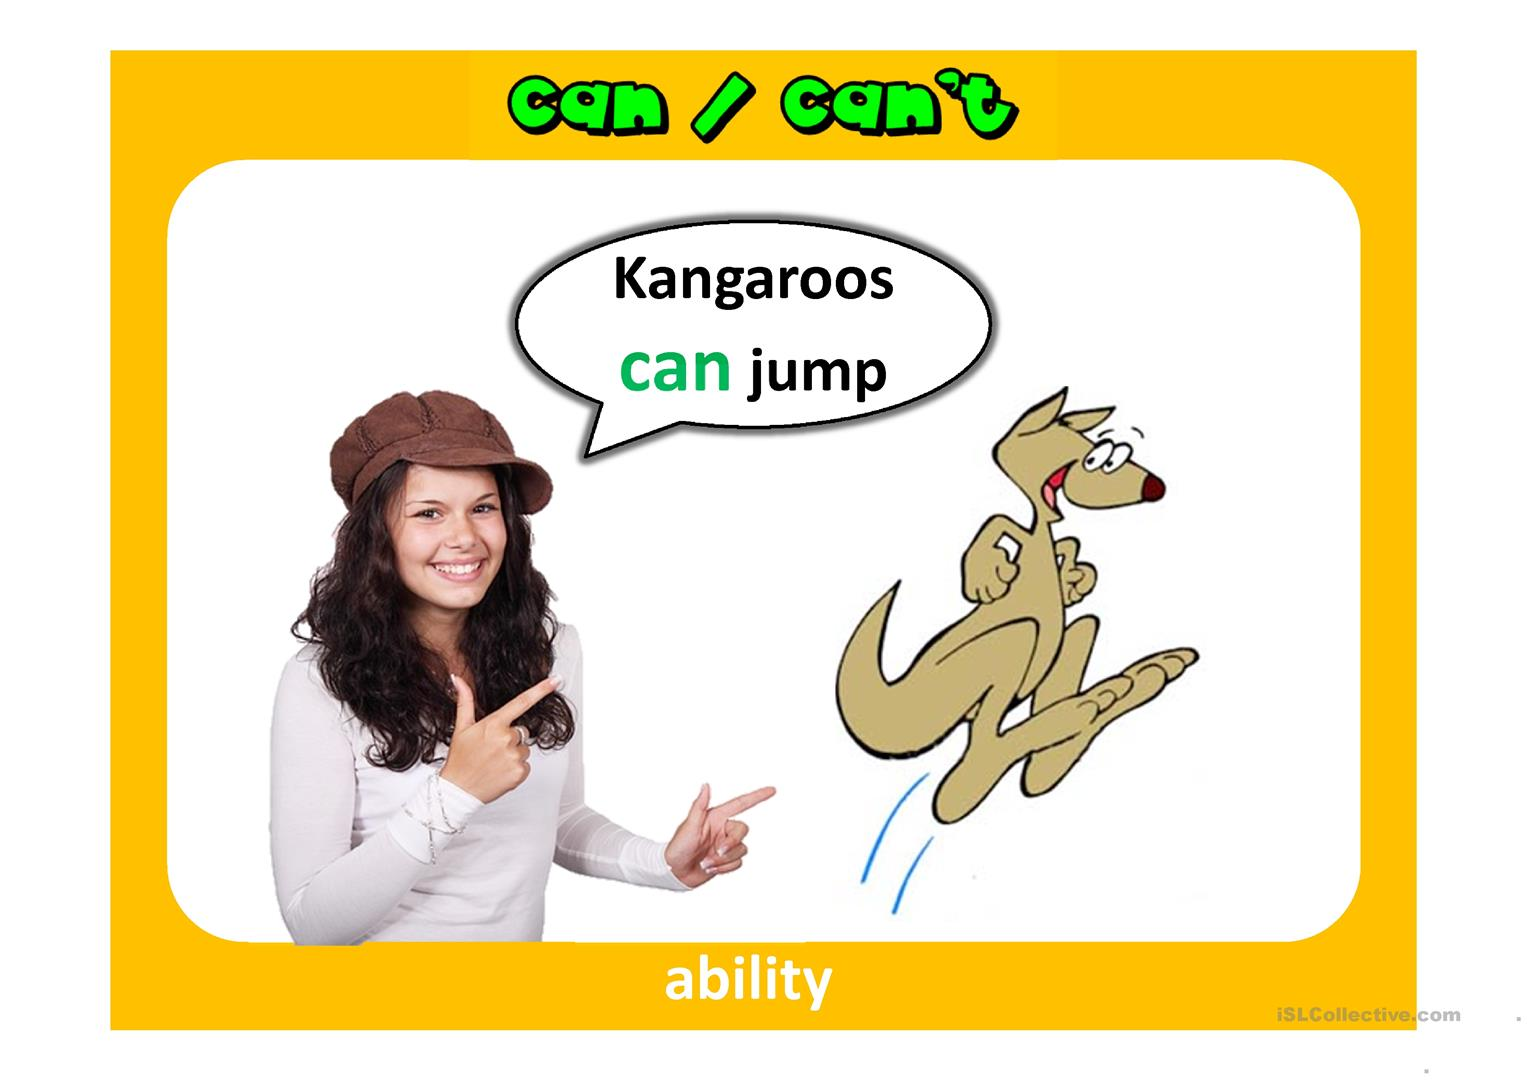 can / can't
Kangaroos
can jump
ability
iSLCollective.com